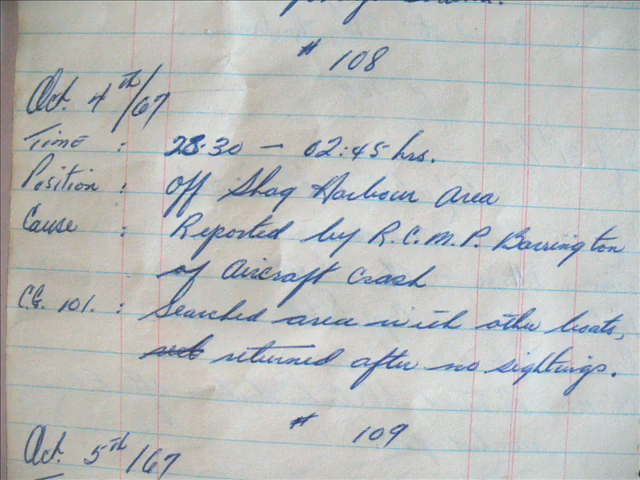 # 108
Oct. 4th/67
Time : 23:30 – 02:45 hrs.
Position : Off Shag Harbour Area
Cause : Reported by R.C.M.P. Barrington
of Aircraft Crash
C.G. 101. : Searched area with other boats,
returned after no sightings.
# 109
Oct. 5th/67